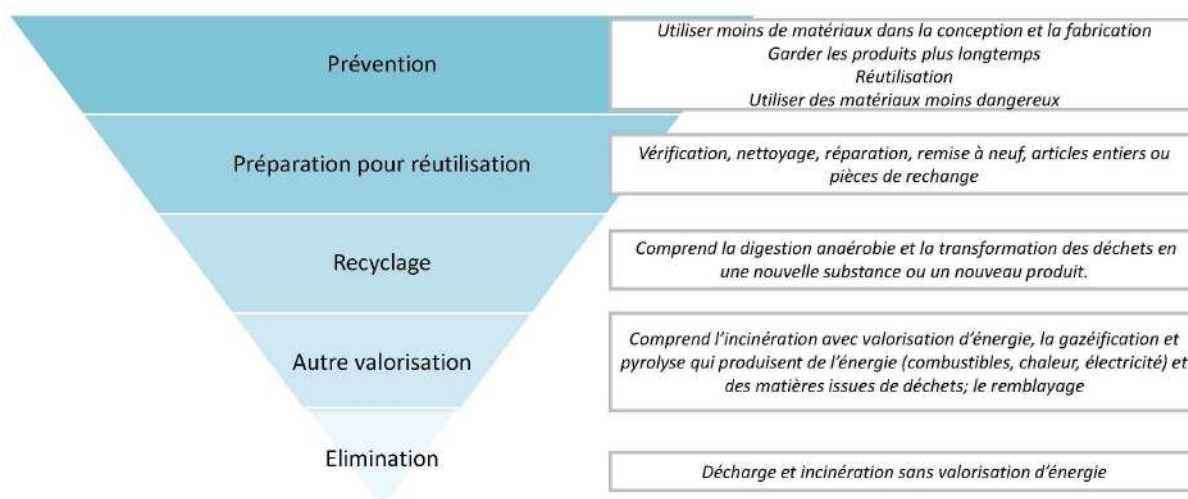 Prévention
Utiliser moins de matériaux dans la conception et la fabrication
Garder les produits plus longtemps
Réutilisation
Utiliser des matériaux moins dangereux
Préparation pour réutilisation
Vérification, nettoyage, réparation, remise à neuf, articles entiers ou
pièces de rechange
Recyclage
Comprend la digestion anaérobie et la transformation des déchets en
une nouvelle substance ou un nouveau produit.
Autre valorisation
Comprend l'incinération avec valorisation d'énergie, la gazéification et
pyrolyse qui produisent de l'énergie (combustibles, chaleur, électricité) et
des matières issues de déchets; le remblayage
Elimination
Décharge et incinération sans valorisation d'énergie